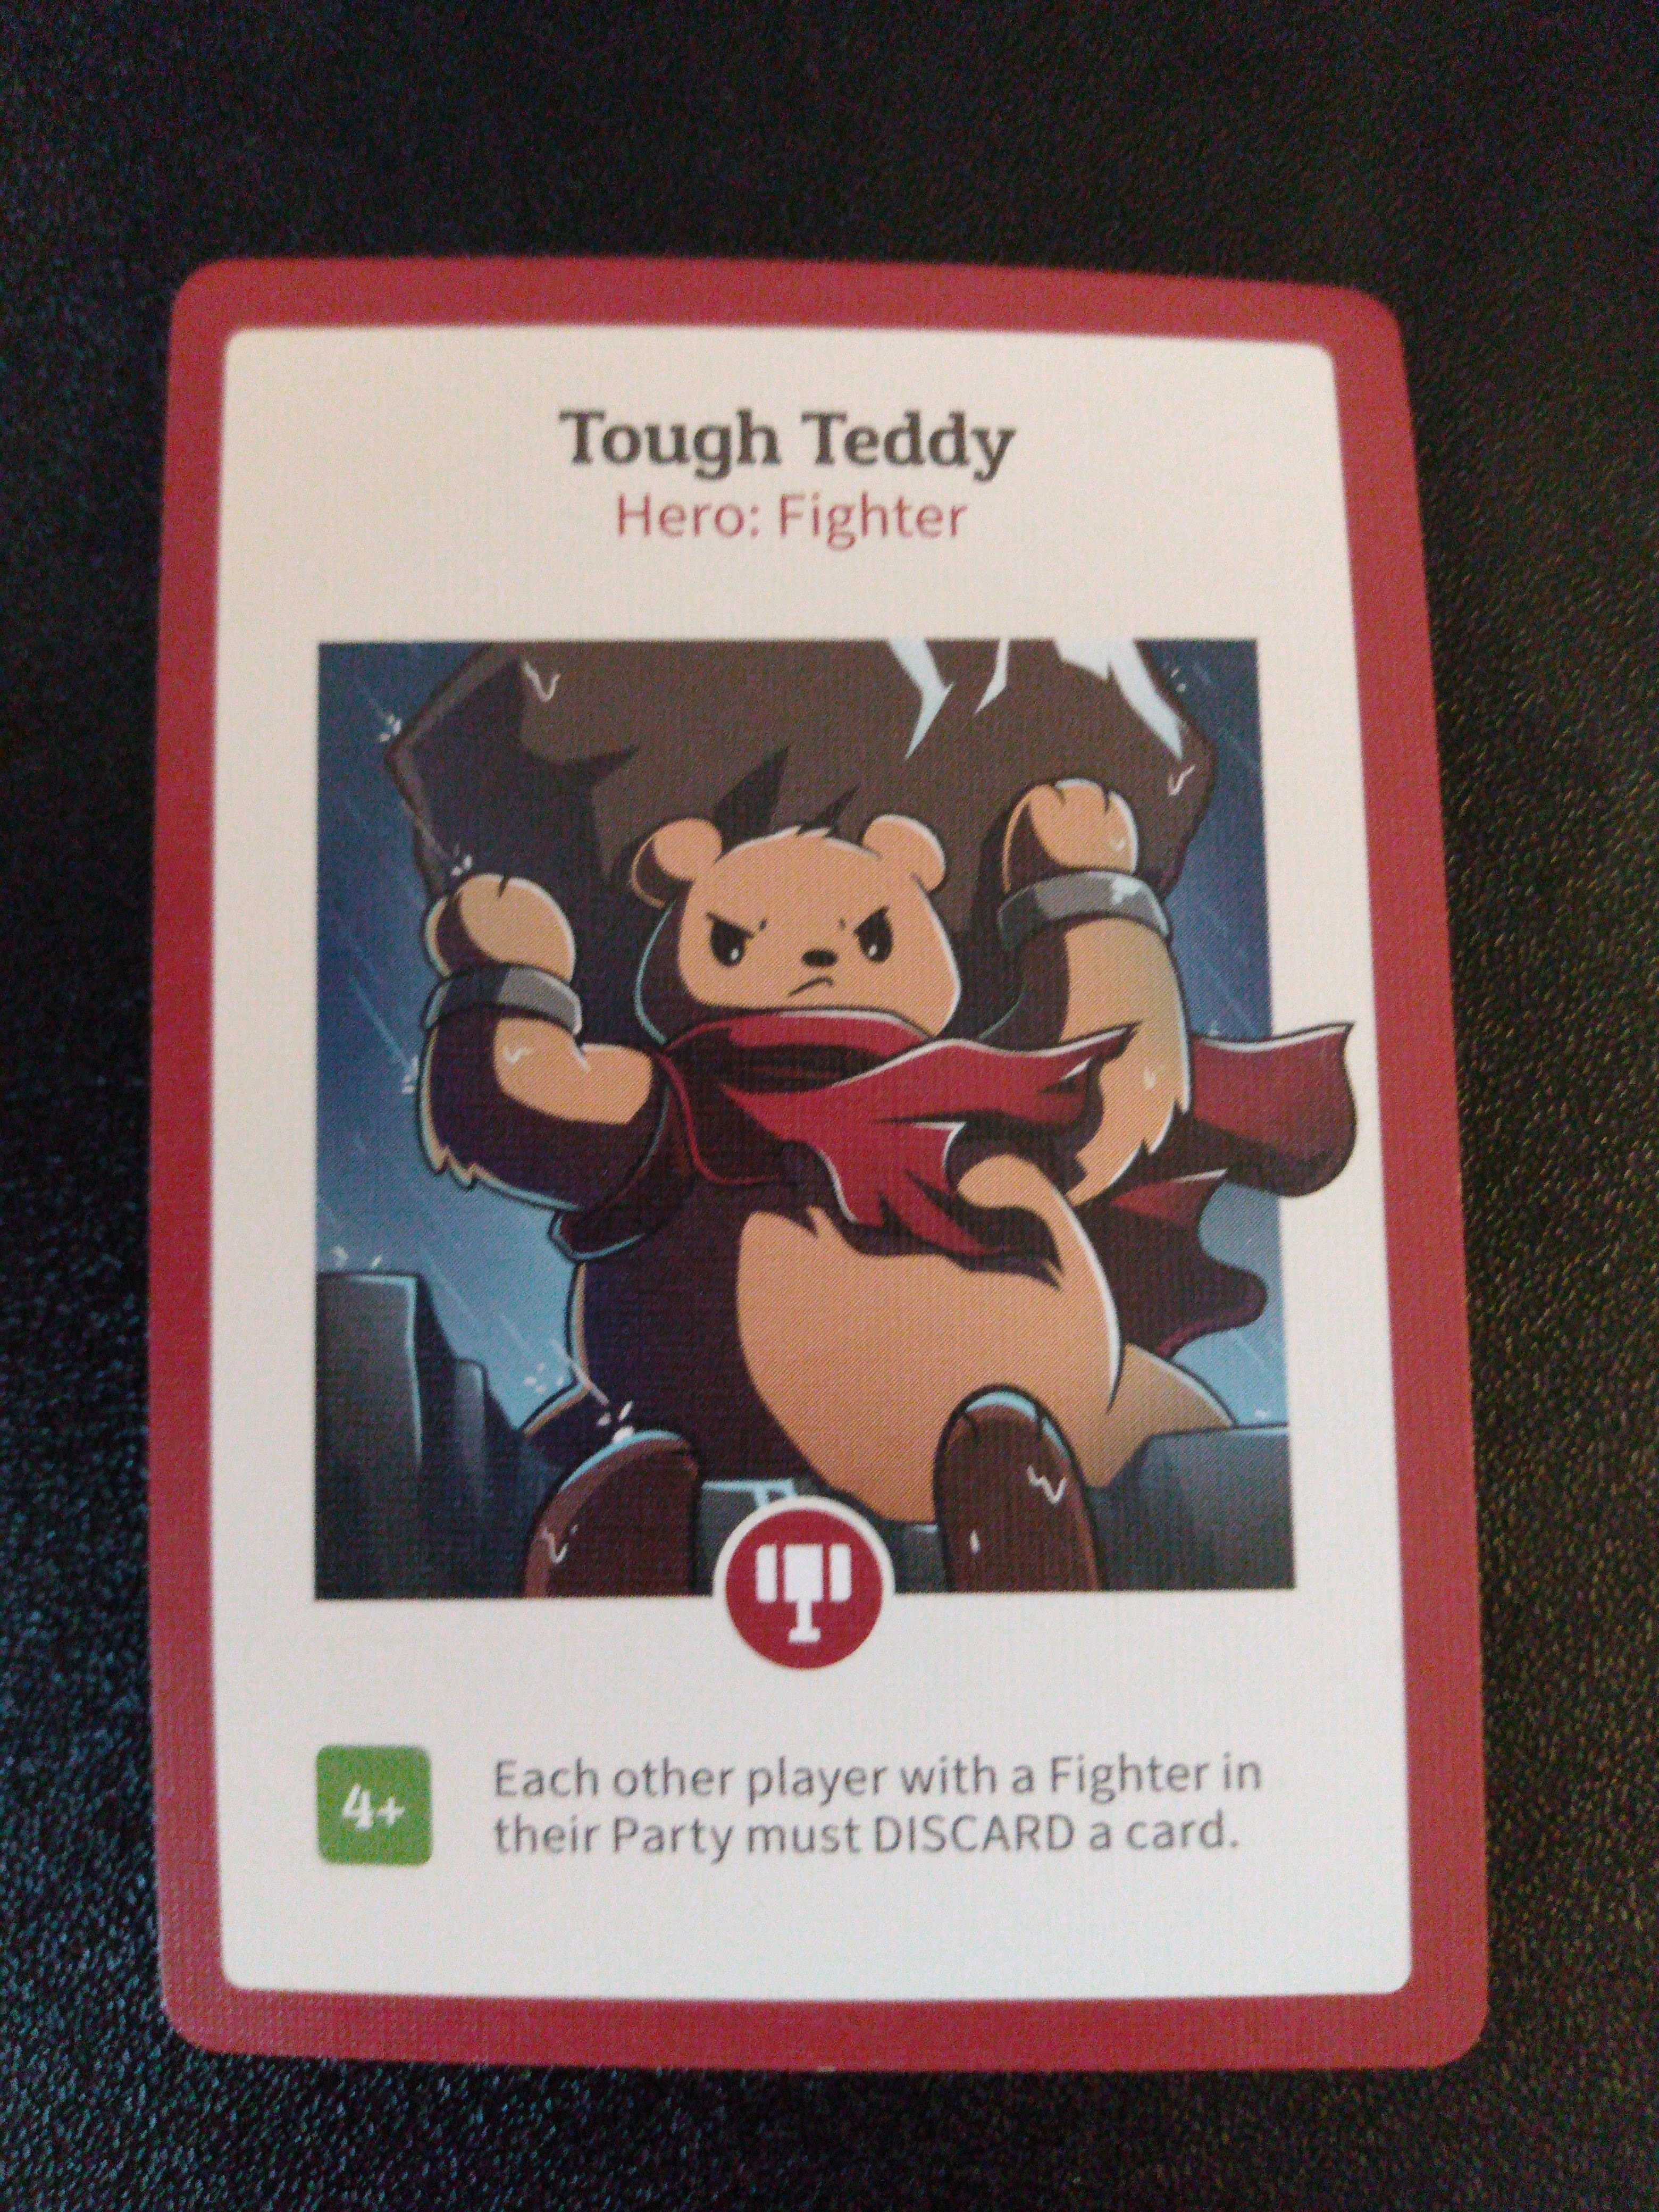 Tough Teddy
Hero: Fighter
4+
Each other player with a Fighter in
their Party must DISCARD a card.